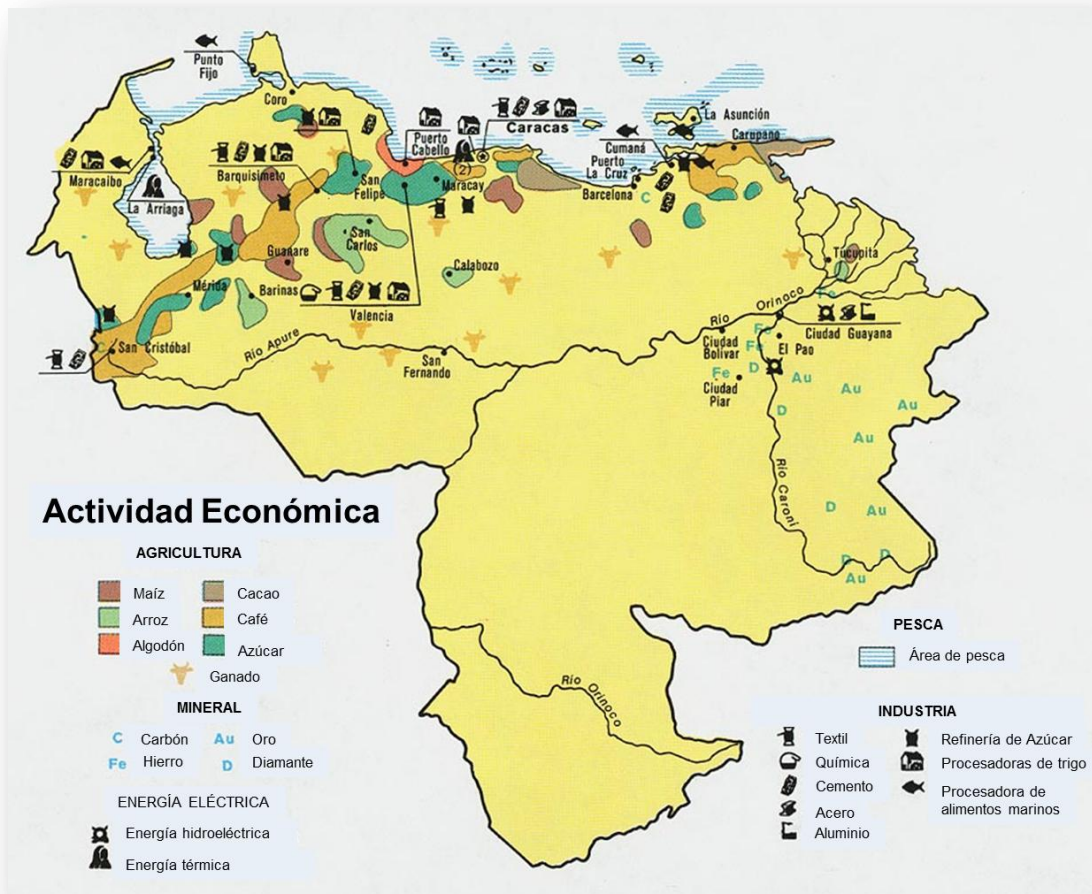 Punto
Fijo
Coro
Maracaibo
La Arriaga
Barquisimeto
San
Felipe
Puerto
Cabello
Maracay
Caracas
2
Cumaná
Puerto
La Cruz
Barcelona
C
La Asunción
Carupano
Tucupita
San
Carlos
Guanare
Calabozo
Mérida
Barinas
Valencia
C
San Cristóbal
Río Apure
San
Fernando
Río Orinoco
Ciudad
Bolívar
Fe
Ciudad Guayana
Fe
Fe
El Pao
Fe
D
Ciudad
Piar
Au
Au
Au
D
Au
Río Caroní
D
Au
D
D
Au
Río Orinoco
Actividad Económica
AGRICULTURA
Maíz
Cacao
Arroz
Café
Algodón
Azúcar
Ganado
MINERAL
C Carbón
Au Oro
Fe Hierro
D Diamante
ENERGÍA ELÉCTRICA
Energía hidroeléctrica
Energía térmica
PESCA
Área de pesca
INDUSTRIA
Textil
Refinería de Azúcar
Química
Procesadoras de trigo
Cemento
Procesadora de
alimentos marinos
Acero
Aluminio